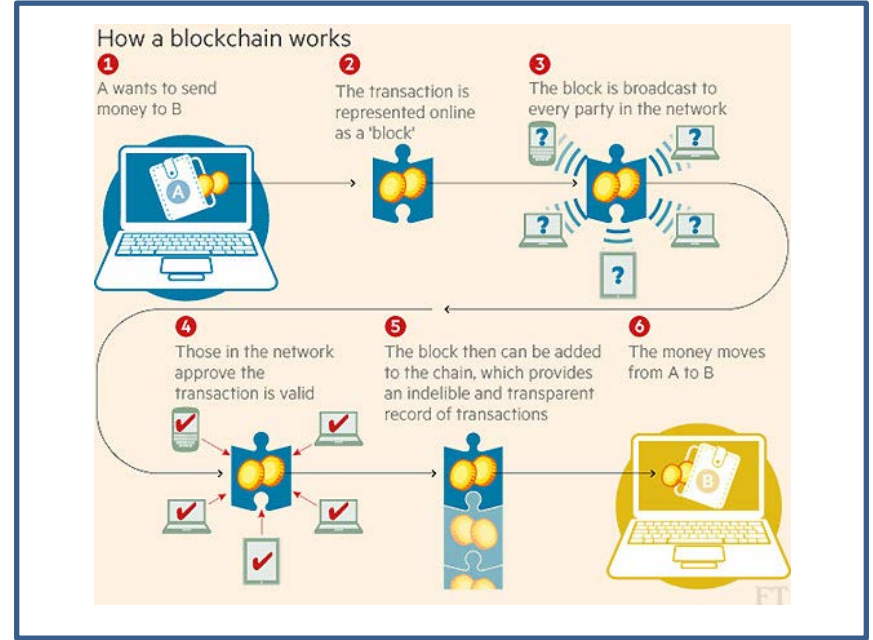 How a blockchain works
1
A wants to send
money to B
2
The transaction is
represented online
as a 'block'
3
The block is broadcast to
every party in the network
A
?
?
?
?
?
4
Those in the network
approve the
transaction is valid
5
The block then can be added
to the chain, which provides
an indelible and transparent
record of transactions
6
The money moves
from A to B
B
FT